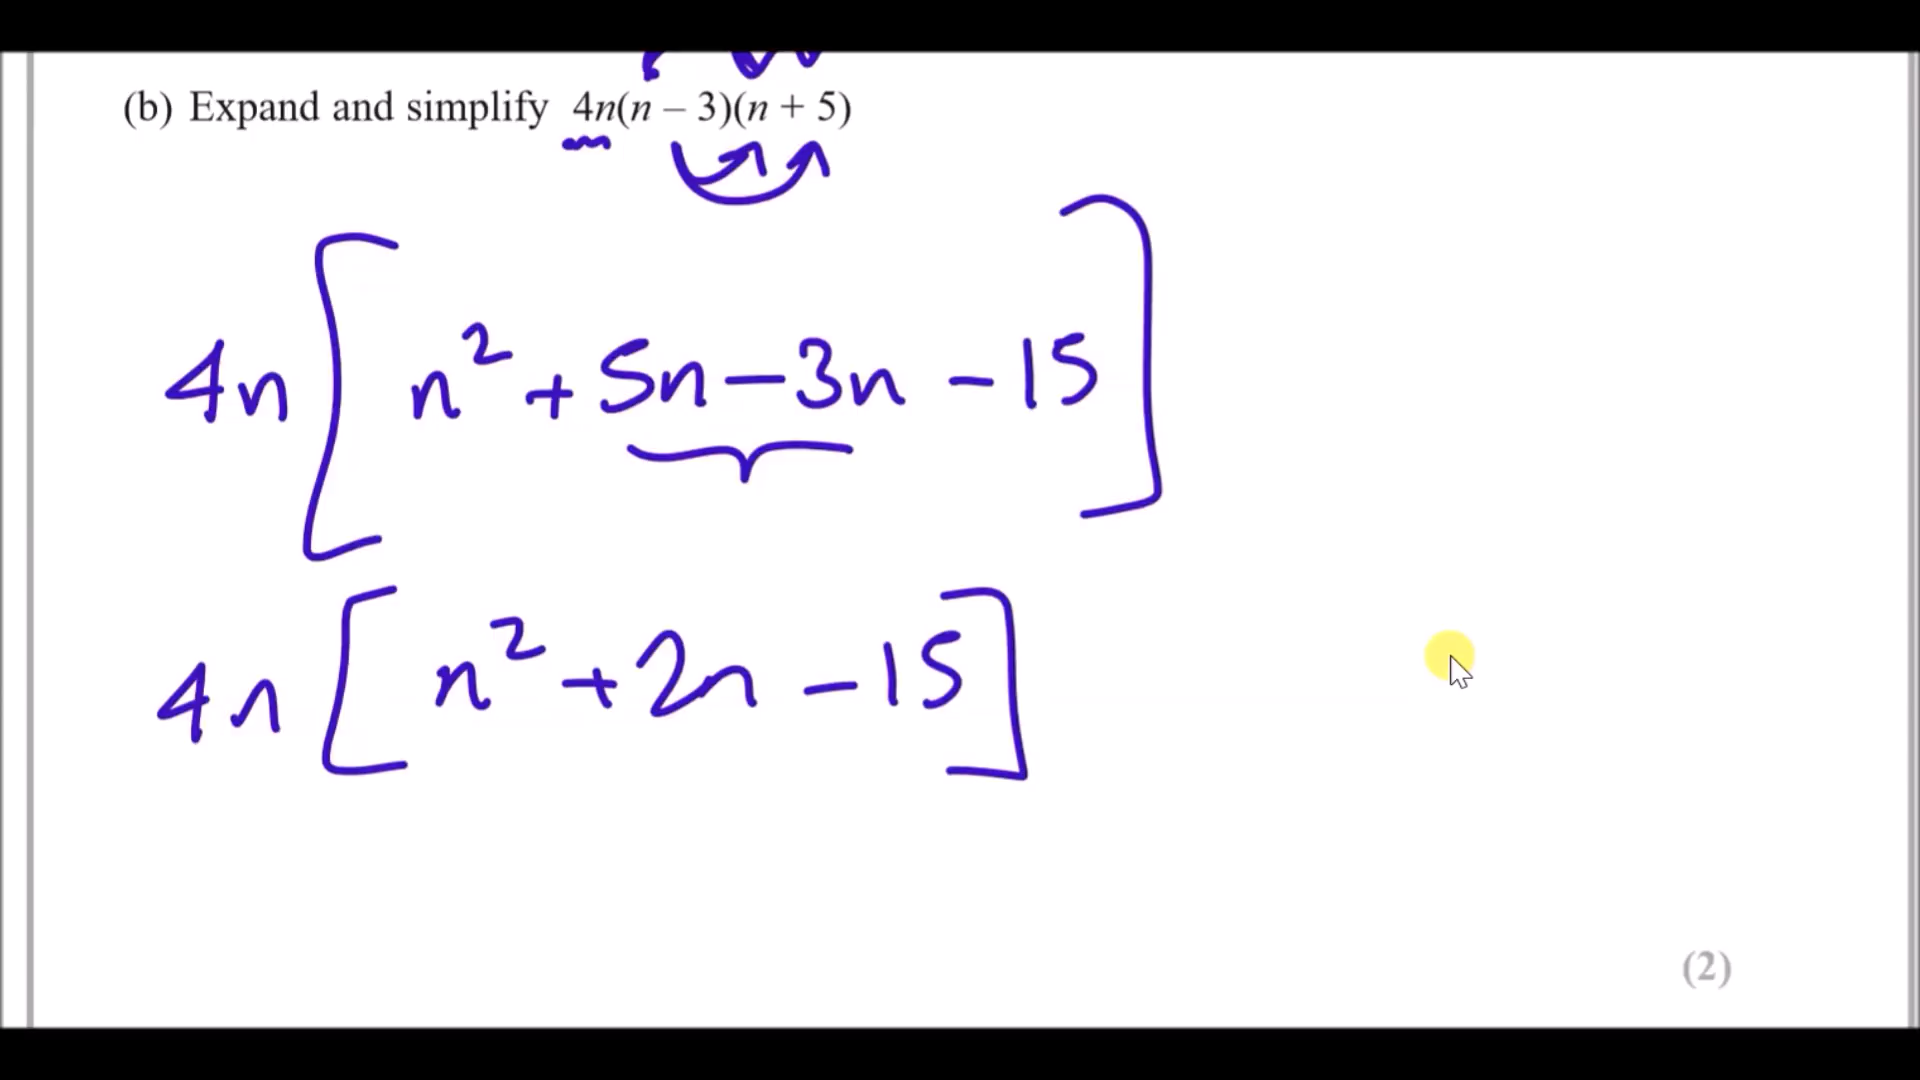 (b) Expand and simplify 4n(n – 3)(n + 5)
4n[n² + 5n – 3n – 15]
4n[n² + 2n – 15]
(2)